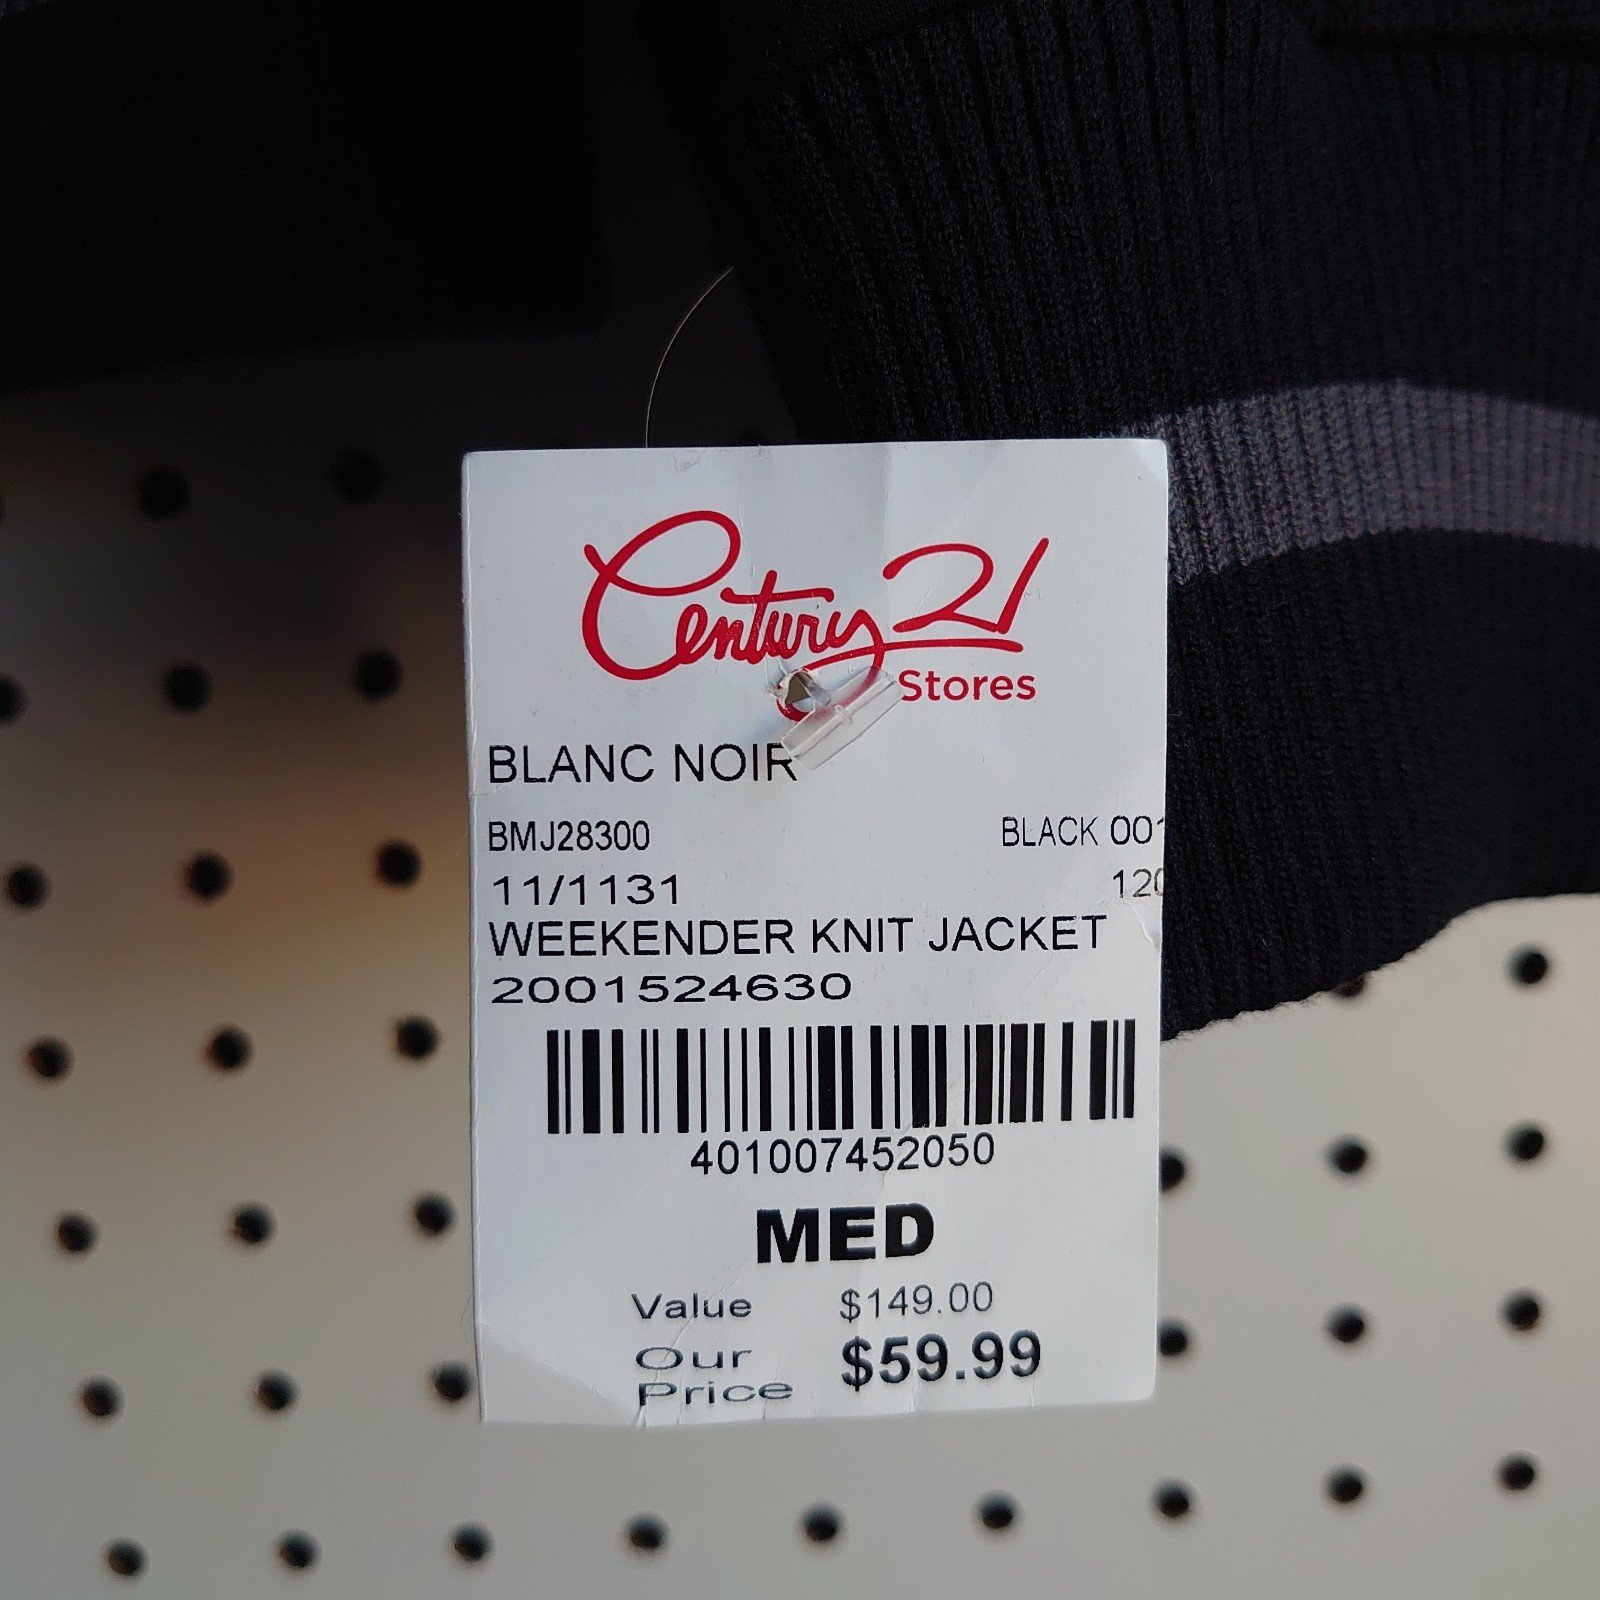 Century 21
Stores
BLANC NOIR
BMJ28300 BLACK 001
11/1131 120
WEEKENDER KNIT JACKET
2001524630
401007452050
MED
Value $149.00
Our Price $59.99